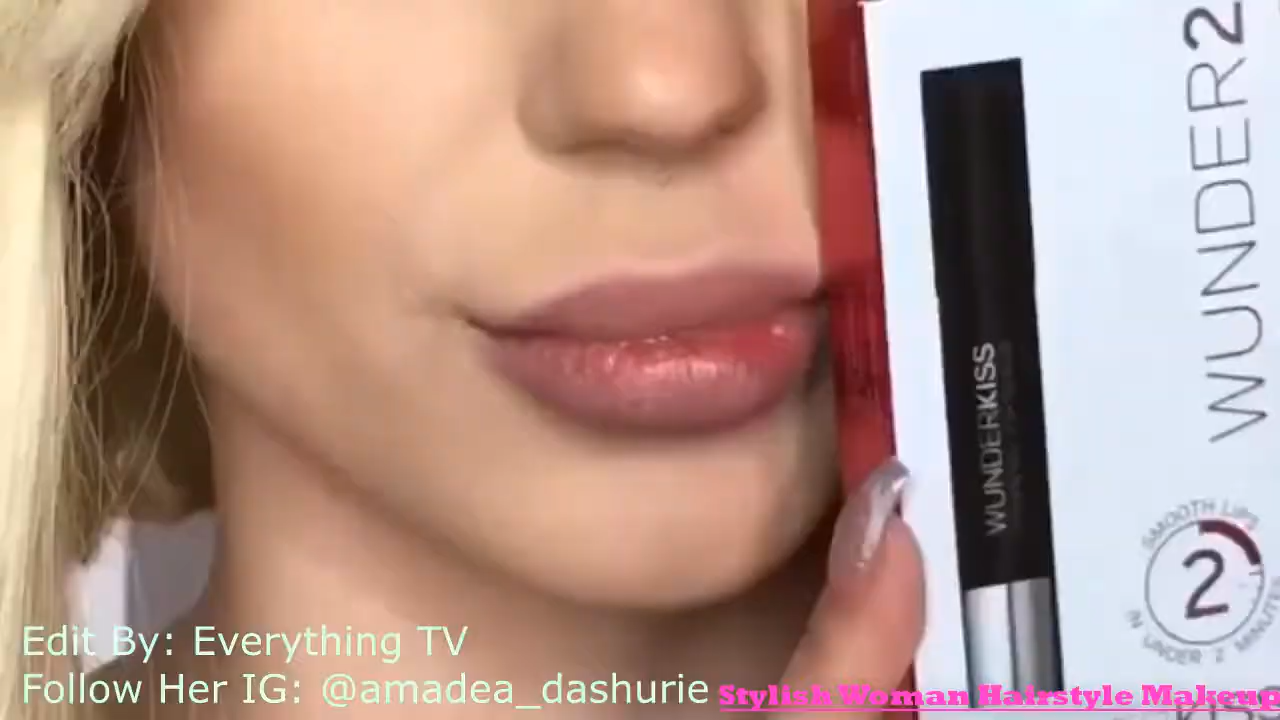 WUNDER2
WUNDERKISS
SMOOTH LIPS
2
IN UNDER 2 MINUTES
KISS
Edit By: Everything TV
Follow Her IG: @amadea_dashurie
Stylish Woman Hairstyle Makeup